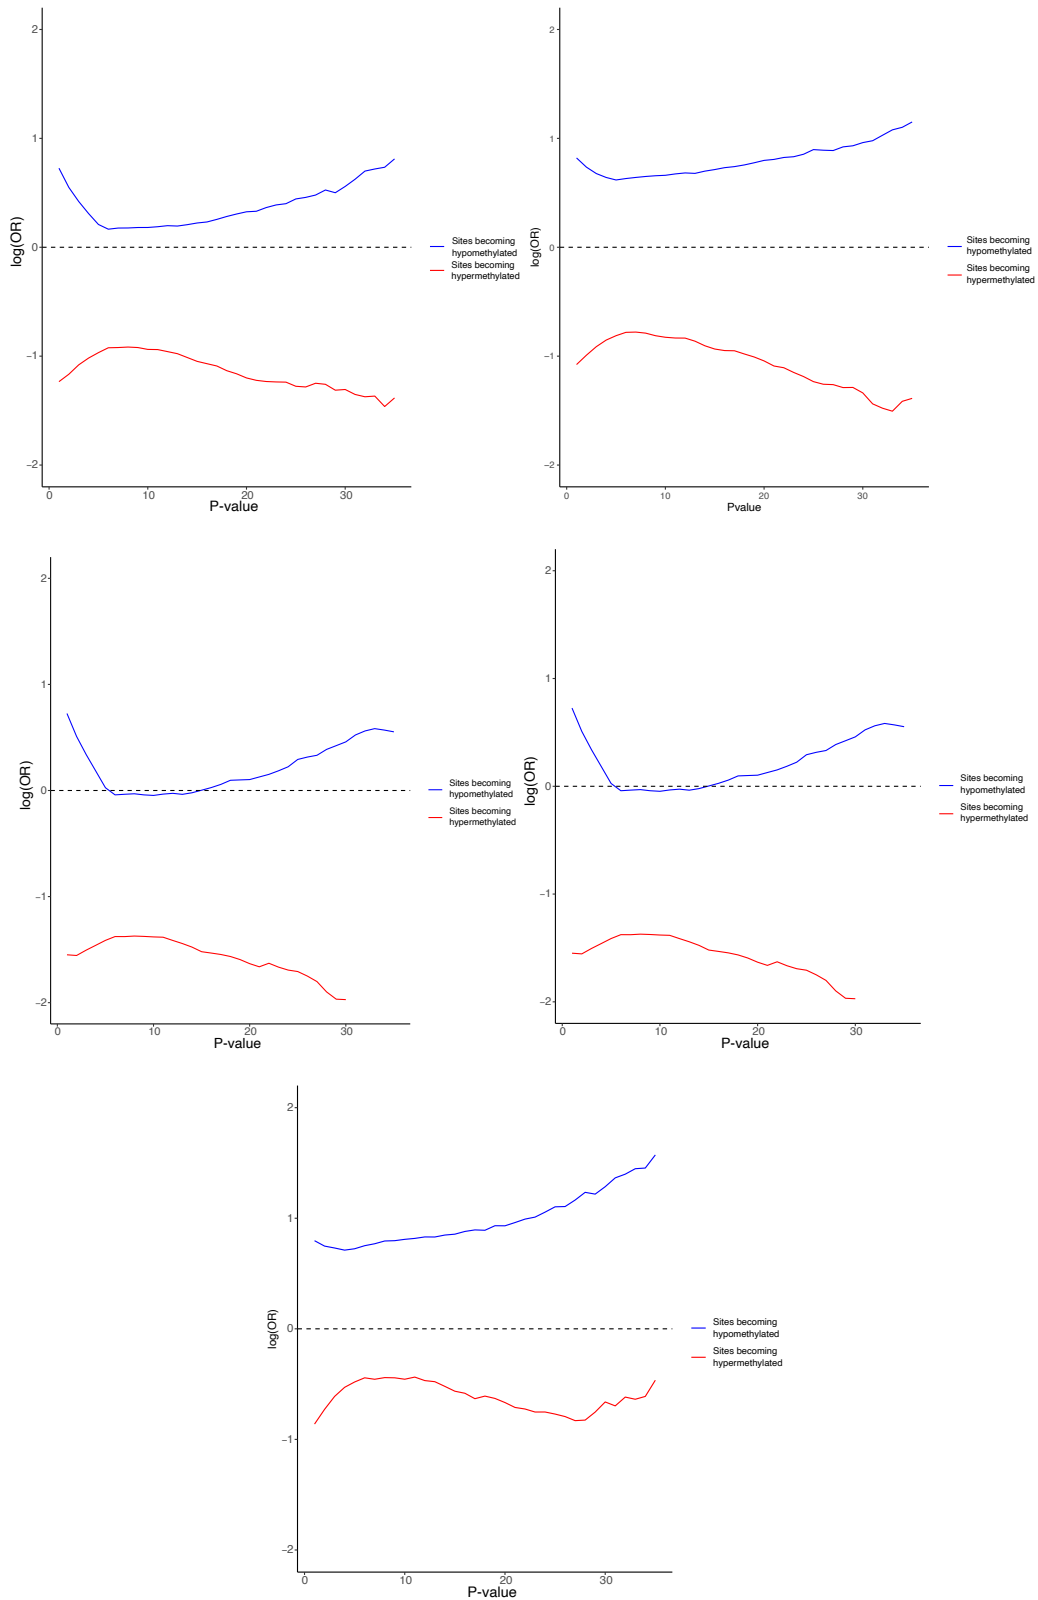 2
1
0
−1
−2
log(OR)
0
10
20
30
P-value
Sites becoming
hypomethylated
Sites becoming
hypermethylated
2
1
0
−1
−2
log(OR)
0
10
20
30
Pvalue
Sites becoming
hypomethylated
Sites becoming
hypermethylated
2
1
0
−1
−2
log(OR)
0
10
20
30
P-value
Sites becoming
hypomethylated
Sites becoming
hypermethylated
2
1
0
−1
−2
log(OR)
0
10
20
30
P-value
Sites becoming
hypomethylated
Sites becoming
hypermethylated
2
1
0
−1
−2
log(OR)
0
10
20
30
P-value
Sites becoming
hypomethylated
Sites becoming
hypermethylated